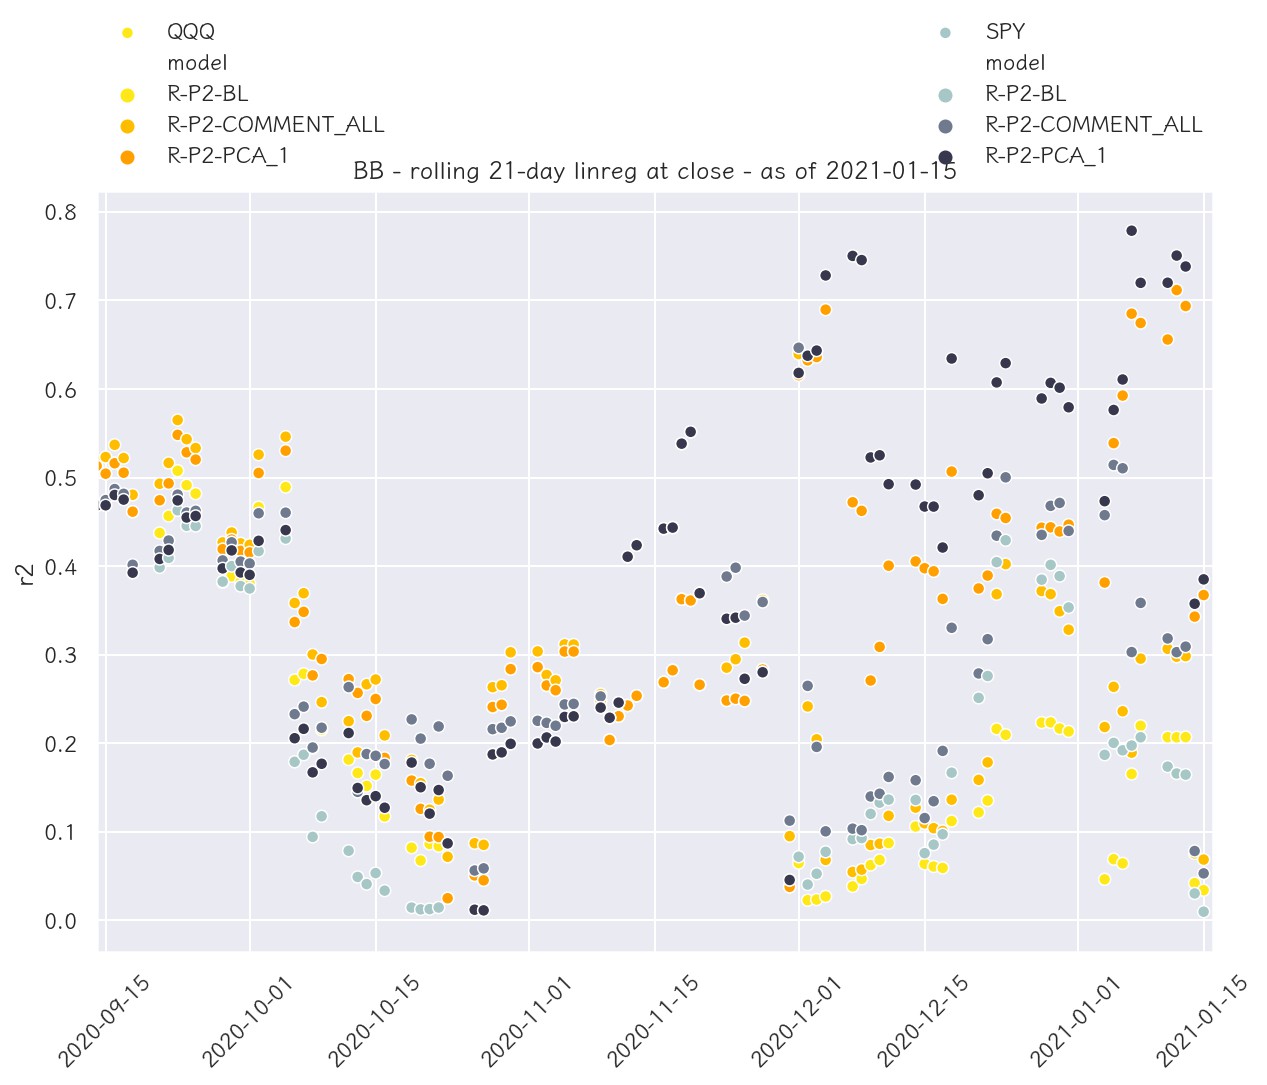 QQQ
model
R-P2-BL
R-P2-COMMENT_ALL
R-P2-PCA_1
SPY
model
R-P2-BL
R-P2-COMMENT_ALL
R-P2-PCA_1
BB - rolling 21-day linreg at close - as of 2021-01-15
0.8
0.7
0.6
0.5
0.4
0.3
0.2
0.1
0.0
r2
2020-09-15
2020-10-01
2020-10-15
2020-11-01
2020-11-15
2020-12-01
2020-12-15
2021-01-01
2021-01-15